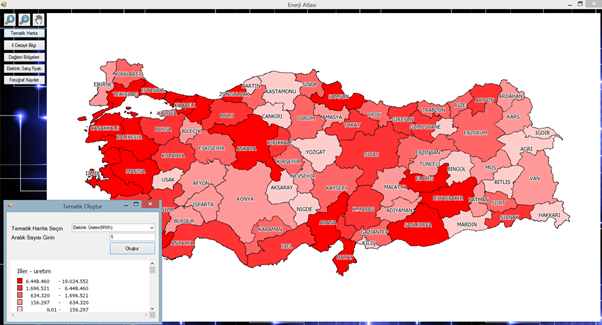 Enerji Atlası
Tematik Harita
İl Detaylı Bilgi
Dağıtım Bölgeleri
Elektrik Satış Fiyatı
Fotoğraf Kaydet
KIRKLARELİ
EDİRNE
TEKİRDAĞ
İSTANBUL
ZONGULDAK
BARTIN
KASTAMONU
SİNOP
SAMSUN
ÇANKIRI
ÇORUM
AMASYA
TOKAT
ORDU
GİRESUN
TRABZON
RİZE
ARTVİN
ARDAHAN
KARS
GÜMÜŞHANE
ERZURUM
IĞDIR
AĞRI
ÇANAKKALE
BALIKESİR
BURSA
BİLECİK
BOLU
ESKİŞEHİR
ANKARA
KIRIKKALE
KIRŞEHİR
YOZGAT
SİVAS
ERZİNCAN
TUNCELİ
BİNGÖL
MUŞ
BİTLİS
VAN
KÜTAHYA
MANİSA
İZMİR
UŞAK
AFYON
AKSARAY
NEVŞEHİR
KAYSERİ
MALATYA
ELAZIĞ
DİYARBAKIR
BATMAN
SİİRT
ŞIRNAK
HAKKARİ
ISPARTA
KONYA
NİĞDE
ADANA
K.MARAŞ
ADIYAMAN
ŞANLIURFA
MARDİN
BURDUR
ANTALYA
KARAMAN
İÇEL
GAZİANTEP
KİLİS
HATAY
Tematik Oluştur
Tematik Harita Seçin Elektrik Üretim(MWh)
Aralık Sayısı Girin 5
Oluştur
İller - uretim
6.448.460 - 19.024.552
1.696.521 - 6.448.460
634.320 - 1.696.521
156.297 - 634.320
0.01 - 156.297